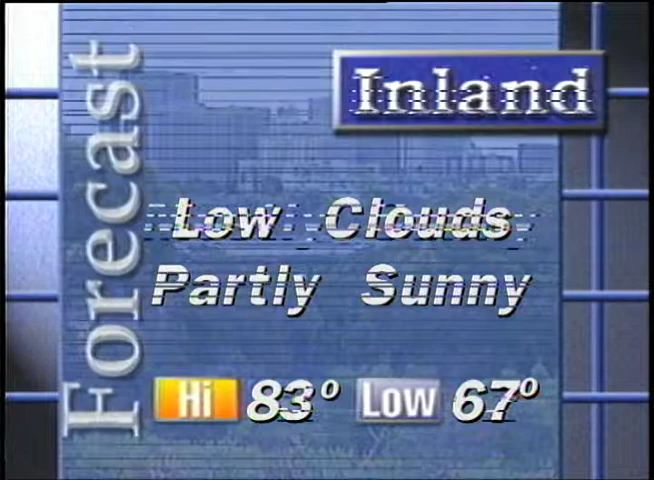 Forecast
Inland
Low Clouds
Partly Sunny
Hi 83° Low 67°